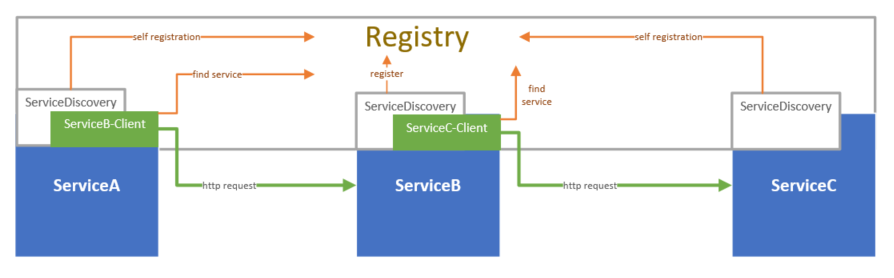 Registry
self registration
self registration
find service
register
find
service
ServiceDiscovery
ServiceDiscovery
ServiceDiscovery
ServiceB-Client
ServiceC-Client
ServiceA
http request
ServiceB
http request
ServiceC